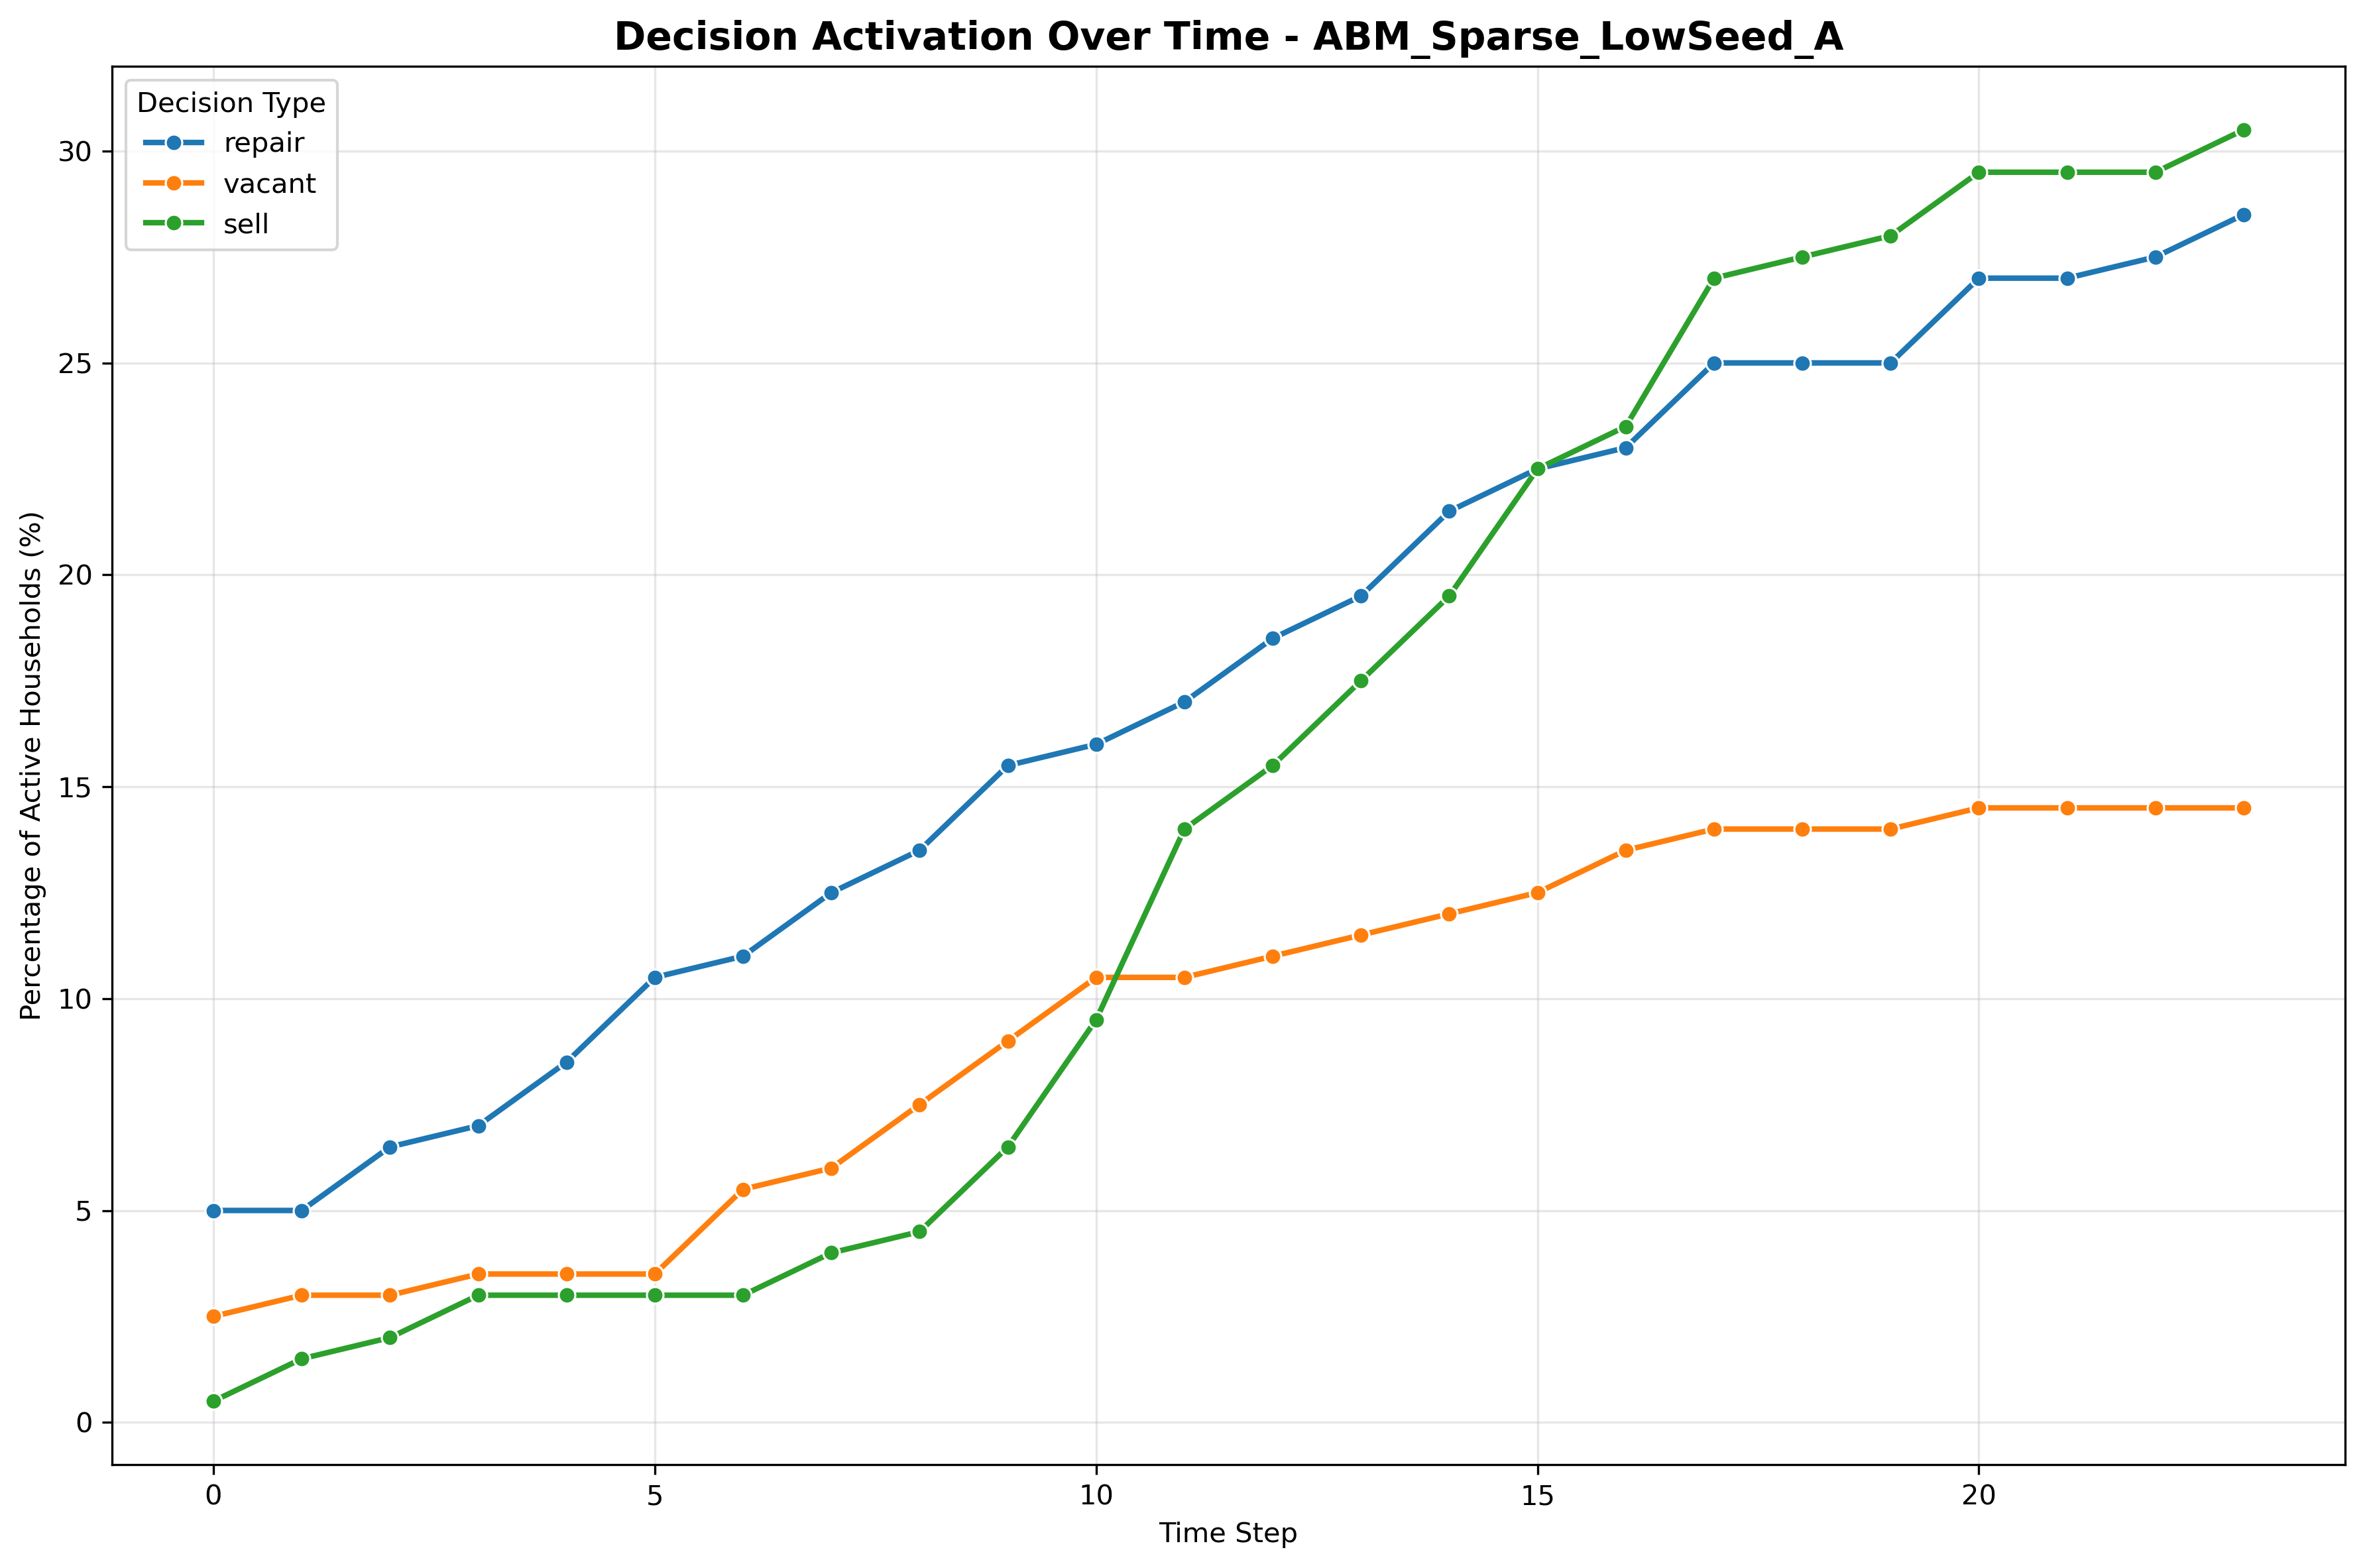 Decision Activation Over Time - ABM_Sparse_LowSeed_A
Decision Type
repair
vacant
sell
Percentage of Active Households (%)
30
25
20
15
10
5
0
0 5 10 15 20
Time Step